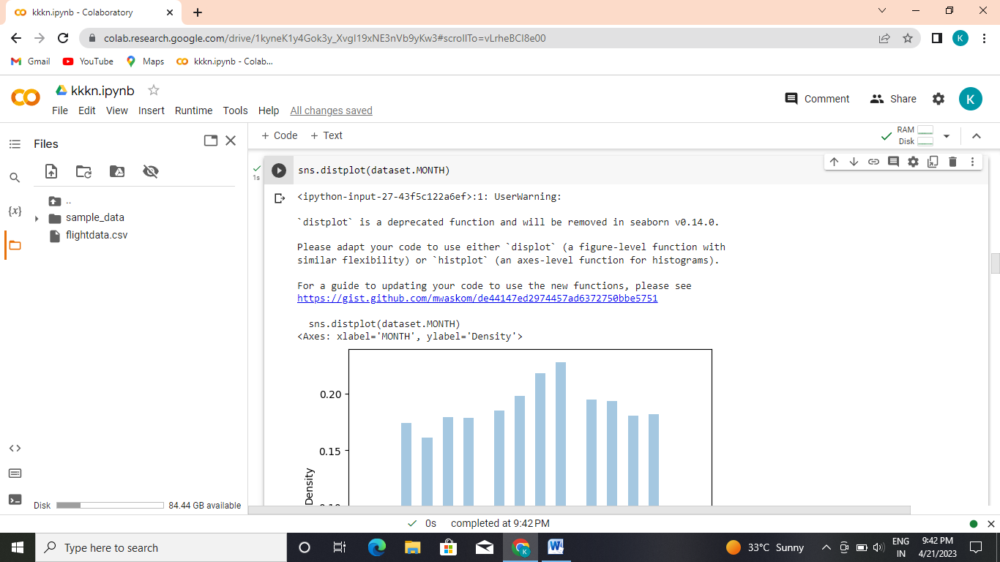 kkkn.ipynb - Colaboratory
colab.research.google.com/drive/1kyneK1y4Gok3y_XvgI19xNE3nVb9yKw3#scrollTo=vLrheBCI8e00
K
Gmail YouTube Maps kkkn.ipynb - Colab...
kkkn.ipynb
Comment Share K
File Edit View Insert Runtime Tools Help All changes saved
Files
+ Code + Text
RAM
Disk
1s
sns.distplot(dataset.MONTH)
..
sample_data
flightdata.csv
{x}
<ipython-input-27-43f5c122a6ef>:1: UserWarning:
`distplot` is a deprecated function and will be removed in seaborn v0.14.0.
Please adapt your code to use either `displot` (a figure-level function with
similar flexibility) or `histplot` (an axes-level function for histograms).
For a guide to updating your code to use the new functions, please see
https://gist.github.com/mwaskom/de44147ed2974457ad6372750bbe5751
sns.distplot(dataset.MONTH)
<Axes: xlabel='MONTH', ylabel='Density'>
0.20
0.15
0.10
Density
Disk 84.44 GB available
0s completed at 9:42 PM
Type here to search
K
W
33°C Sunny
ENG
IN
9:42 PM
4/21/2023